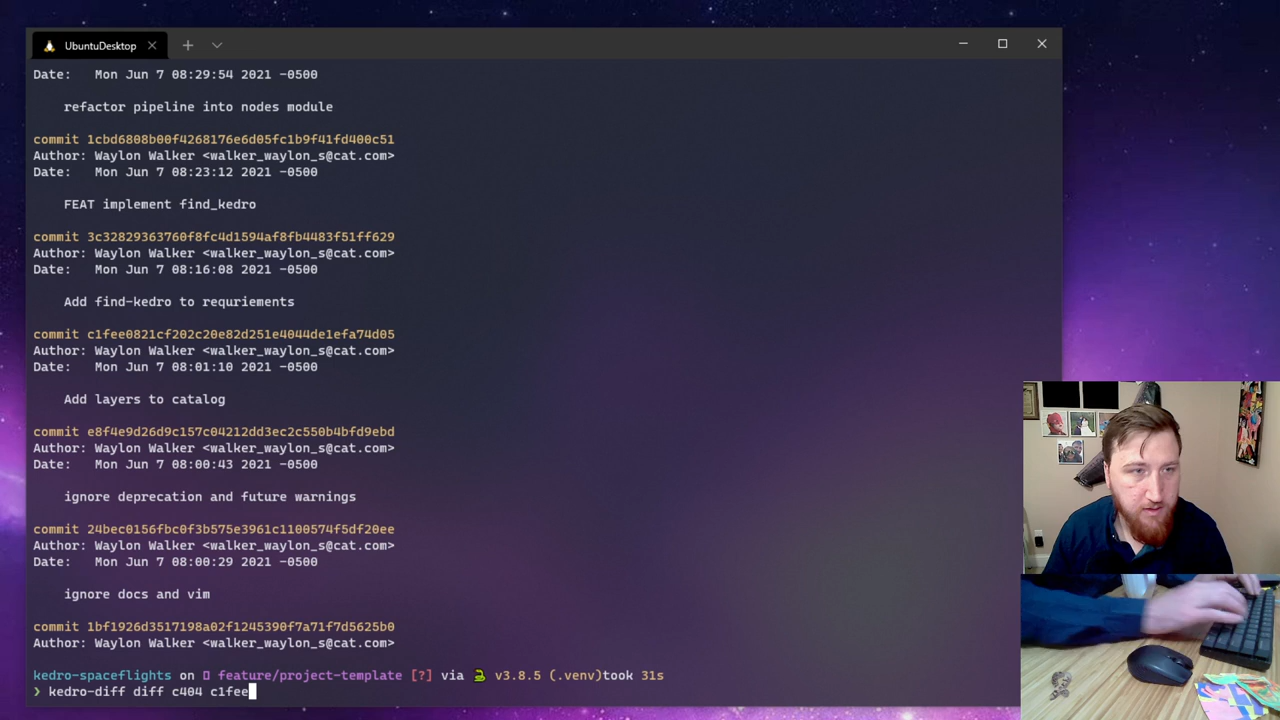 UbuntuDesktop
Date:   Mon Jun 7 08:29:54 2021 -0500
refactor pipeline into nodes module
commit 1cbd6808b00f4268176e6d05fc1b9f41fd400c51
Author: Waylon Walker <walker_waylon_s@cat.com>
Date:   Mon Jun 7 08:23:12 2021 -0500
FEAT implement find_kedro
commit 3c32829363760f8fc4d1594af8fb4483f51ff629
Author: Waylon Walker <walker_waylon_s@cat.com>
Date:   Mon Jun 7 08:16:08 2021 -0500
Add find-kedro to requriements
commit c1fee0821cf202c20e82d251e4044de1efa74d05
Author: Waylon Walker <walker_waylon_s@cat.com>
Date:   Mon Jun 7 08:01:10 2021 -0500
Add layers to catalog
commit e8f4e9d26d9c157c04212dd3ec2c550b4bfd9ebd
Author: Waylon Walker <walker_waylon_s@cat.com>
Date:   Mon Jun 7 08:00:43 2021 -0500
ignore deprecation and future warnings
commit 24bec0156fbc0f3b575e3961c1100574f5df20ee
Author: Waylon Walker <walker_waylon_s@cat.com>
Date:   Mon Jun 7 08:00:29 2021 -0500
ignore docs and vim
commit 1bf1926d3517198a02f1245390f7a71f7d5625b0
Author: Waylon Walker <walker_waylon_s@cat.com>
kedro-spaceflights on feature/project-template [?] via v3.8.5 (.venv)took 31s
❯ kedro-diff diff c404 c1fee